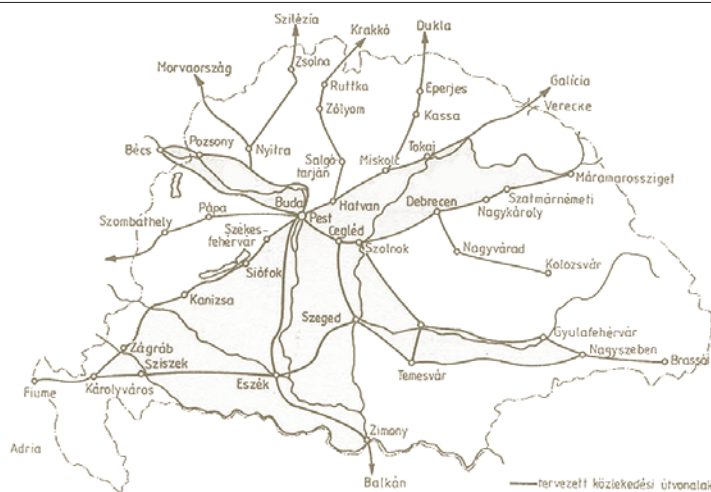 Szilézia
Krakkó
Dukla
Morvaország
Zsolna
Ruttka
Eperjes
Galícia
Verecke
Zólyom
Kassa
Bécs
Pozsony
Nyitra
Salgó
tarján
Miskolc
Tokaj
Máramarossziget
Buda
Pest
Hatvan
Debrecen
Szatmárnémeti
Nagykároly
Szombathely
Pápa
Székes-
fehérvár
Cegléd
Szolnok
Nagyvárad
Kolozsvár
Siófok
Kanizsa
Szeged
Gyulafehérvár
Zágráb
Sziszek
Temesvár
Nagyszeben
Brassó
Fiume
Károlyváros
Eszék
Adria
Zimony
Balkán
tervezett közlekedési útvonalak